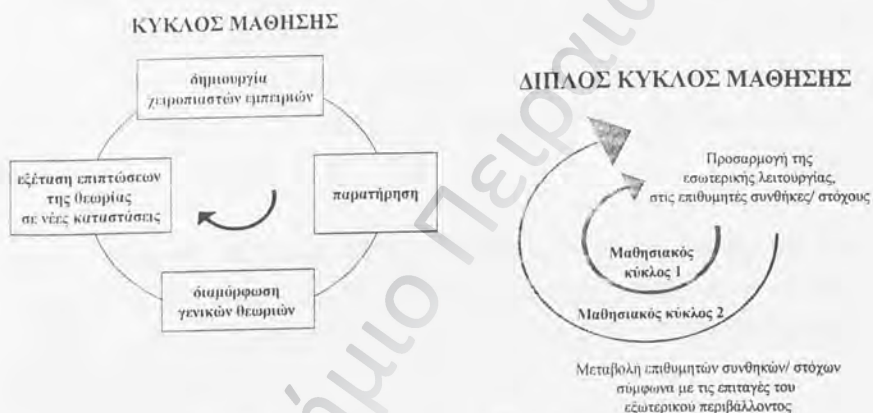 ΚΥΚΛΟΣ ΜΑΘΗΣΗΣ
δημιουργία
χειροπιαστών εμπειριών
παρατήρηση
διαμόρφωση
γενικών θεωριών
εξέταση επιπτώσεων
της θεωρίας
σε νέες καταστάσεις
ΔΙΠΛΟΣ ΚΥΚΛΟΣ ΜΑΘΗΣΗΣ
Προσαρμογή της
εσωτερικής λειτουργίας,
στις επιθυμητές συνθήκες/ στόχους
Μαθησιακός
κύκλος 1
Μαθησιακός κύκλος 2
Μεταβολή επιθυμητών συνθηκών/ στόχων
σύμφωνα με τις επιταγές του
εξωτερικού περιβάλλοντος